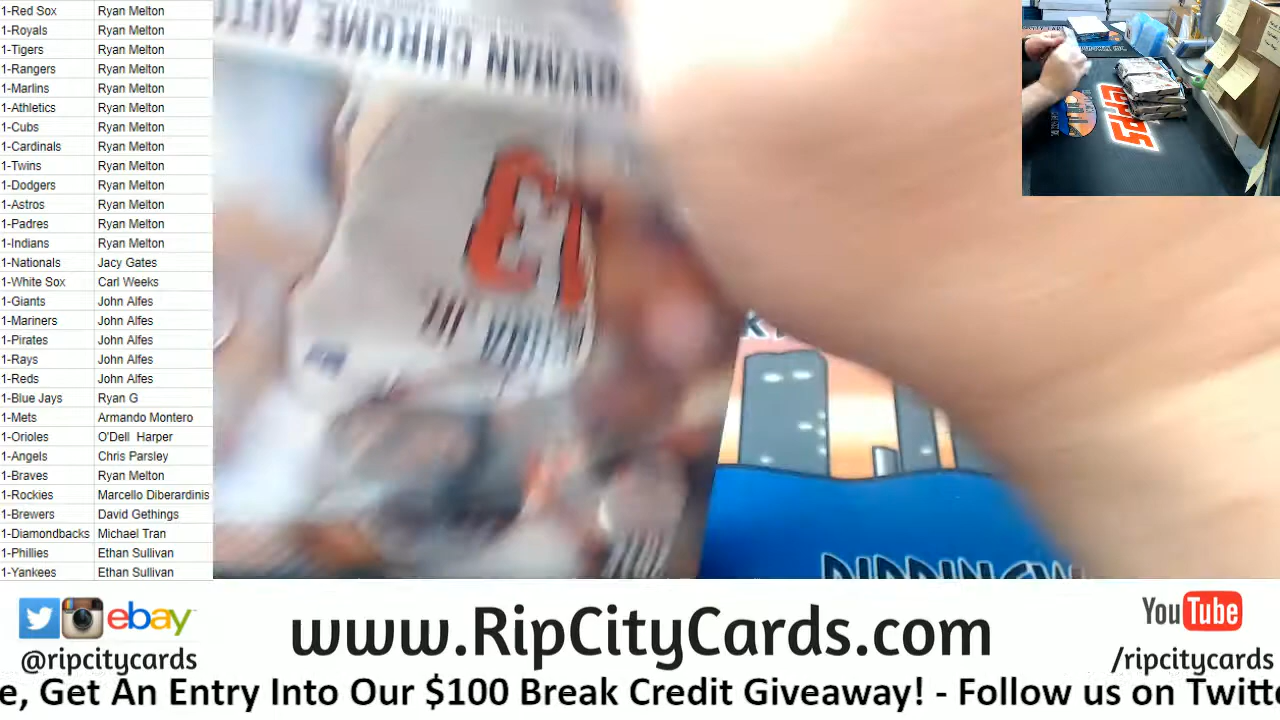 1-Red Sox Ryan Melton
1-Royals Ryan Melton
1-Tigers Ryan Melton
1-Rangers Ryan Melton
1-Marlins Ryan Melton
1-Athletics Ryan Melton
1-Cubs Ryan Melton
1-Cardinals Ryan Melton
1-Twins Ryan Melton
1-Dodgers Ryan Melton
1-Astros Ryan Melton
1-Padres Ryan Melton
1-Indians Ryan Melton
1-Nationals Jacy Gates
1-White Sox Carl Weeks
1-Giants John Alfes
1-Mariners John Alfes
1-Pirates John Alfes
1-Rays John Alfes
1-Reds John Alfes
1-Blue Jays Ryan G
1-Mets Armando Montero
1-Orioles O'Dell Harper
1-Angels Chris Parsley
1-Braves Ryan Melton
1-Rockies Marcello Diberardinis
1-Brewers David Gethings
1-Diamondbacks Michael Tran
1-Phillies Ethan Sullivan
1-Yankees Ethan Sullivan
13
ebay
@ripcitycards
www.RipCityCards.com
YouTube
/ripcitycards
e, Get An Entry Into Our $100 Break Credit Giveaway! - Follow us on Twitte